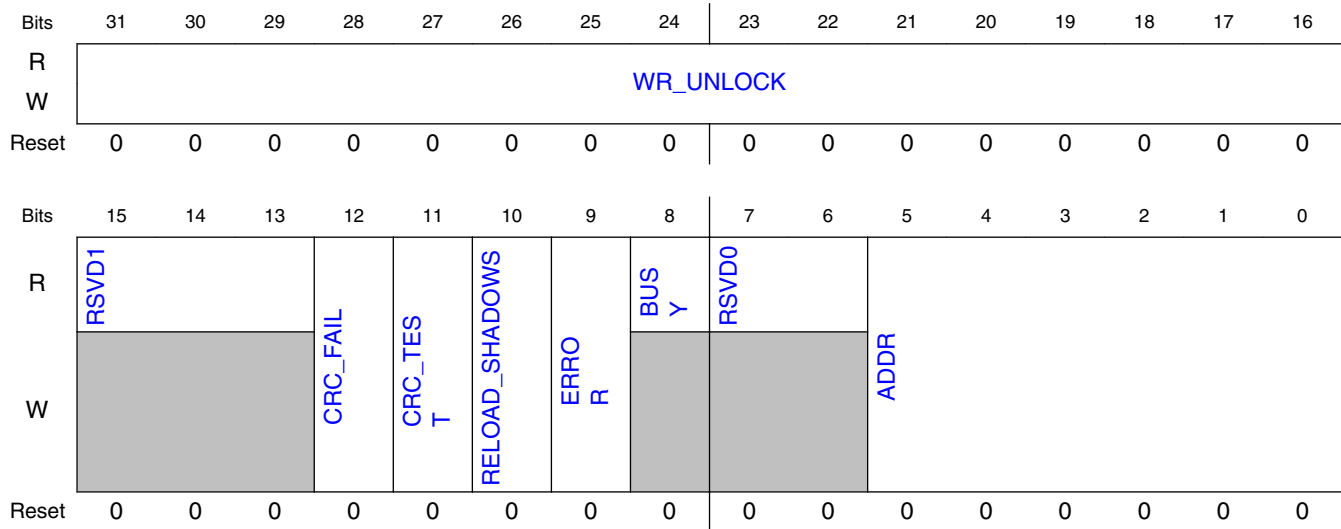 Bits 31 30 29 28 27 26 25 24 23 22 21 20 19 18 17 16
R
WR_UNLOCK
W
Reset 0 0 0 0 0 0 0 0 0 0 0 0 0 0 0 0
Bits 15 14 13 12 11 10 9 8 7 6 5 4 3 2 1 0
R
W
RSVD1
CRC_FAIL
CRC_TES
T
RELOAD_SHADOWS
ERRO
R
BUS
Y
RSVD0
ADDR
Reset 0 0 0 0 0 0 0 0 0 0 0 0 0 0 0 0